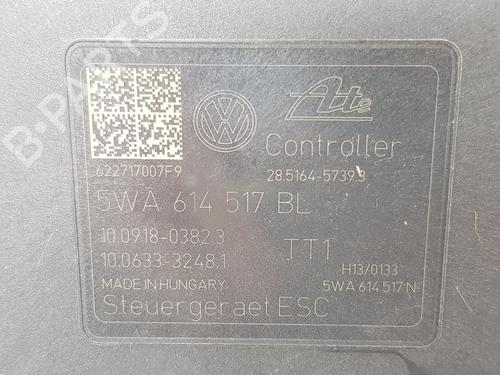 B-PARTS
Ate
Controller
622717007F9
28.5164-5739.3
5WA 614 517 BL
10.0918-0382.3
TT1
10.0633-3248.1
H13/0133
MADE IN HUNGARY
5WA 614 517 N
Steuergeraet ESC